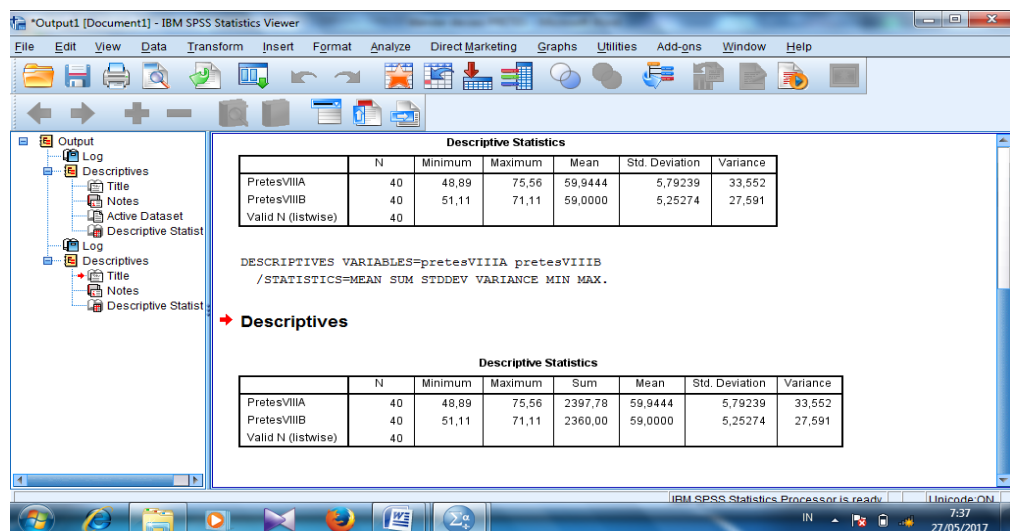 *Output1 [Document1] - IBM SPSS Statistics Viewer
File Edit View Data Transform Insert Format Analyze Direct Marketing Graphs Utilities Add-ons Window Help
Output
Log
Descriptives
Title
Notes
Active Dataset
Descriptive Statist
Log
Descriptives
Title
Notes
Descriptive Statist
Descriptive Statistics
N Minimum Maximum Mean Std. Deviation Variance
PretesVIIIA 40 48,89 75,56 59,9444 5,79239 33,552
PretesVIIIB 40 51,11 71,11 59,0000 5,25274 27,591
Valid N (listwise) 40
DESCRIPTIVES VARIABLES=pretesVIIIA pretesVIIIB
/STATISTICS=MEAN SUM STDDEV VARIANCE MIN MAX.
Descriptives
Descriptive Statistics
N Minimum Maximum Sum Mean Std. Deviation Variance
PretesVIIIA 40 48,89 75,56 2397,78 59,9444 5,79239 33,552
PretesVIIIB 40 51,11 71,11 2360,00 59,0000 5,25274 27,591
Valid N (listwise) 40
IBM SPSS Statistics Processor is ready Unicode:ON
IN 7:37
27/05/2017